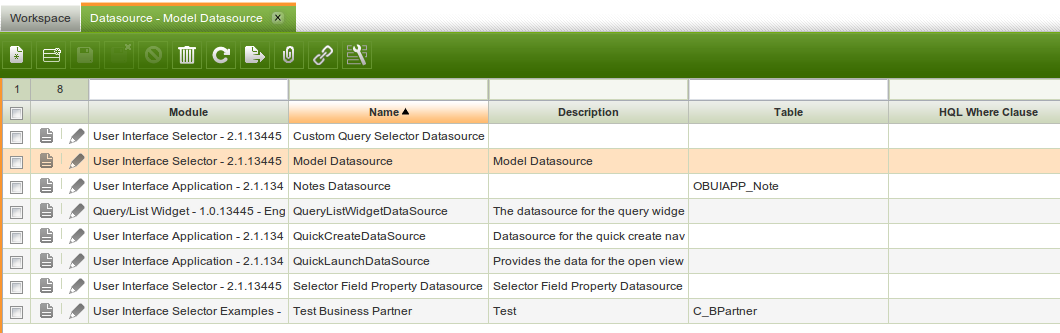 Workspace Datasource - Model Datasource
1 8
Module Name Description Table HQL Where Clause
User Interface Selector - 2.1.13445 Custom Query Selector Datasource
User Interface Selector - 2.1.13445 Model Datasource Model Datasource
User Interface Application - 2.1.134 Notes Datasource OBUIAPP_Note
Query/List Widget - 1.0.13445 - Eng QueryListWidgetDataSource The datasource for the query widge
User Interface Application - 2.1.134 QuickCreateDataSource Datasource for the quick create nav
User Interface Application - 2.1.134 QuickLaunchDataSource Provides the data for the open view
User Interface Selector - 2.1.13445 Selector Field Property Datasource Selector Field Property Datasource
User Interface Selector Examples - Test Business Partner Test C_BPartner